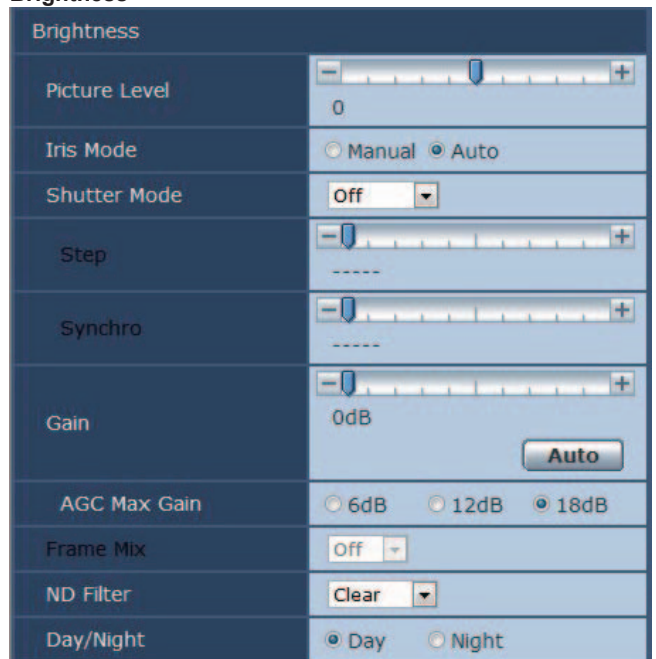 Brightness
Brightness
Picture Level
0
Iris Mode Manual Auto
Shutter Mode Off
Step
-----
Synchro
-----
Gain
0dB
Auto
AGC Max Gain 6dB 12dB 18dB
Frame Mix Off
ND Filter Clear
Day/Night Day Night